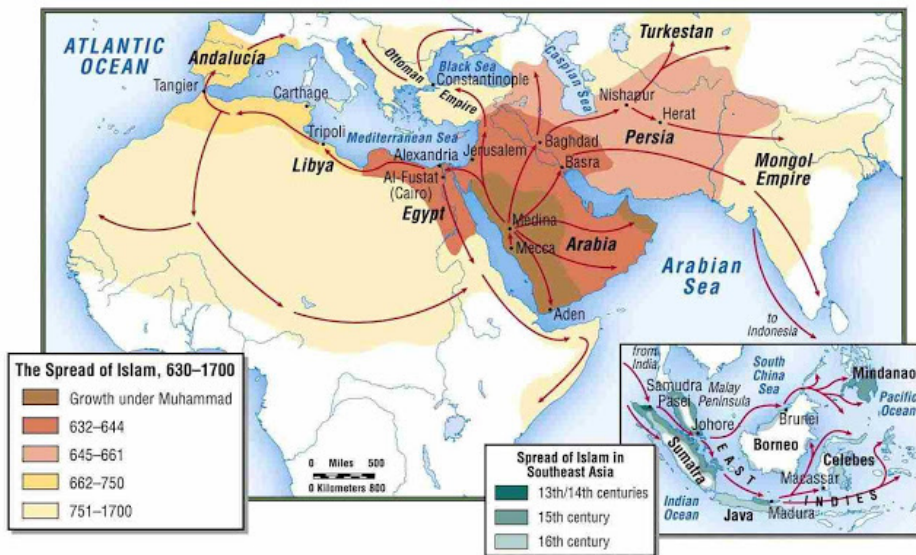 ATLANTIC
OCEAN
Andalucía
Tangier
Carthage
Tripoli
Libya
Mediterranean Sea
Alexandria
Al-Fustat
(Cairo)
Egypt
Jerusalem
Ottoman
Empire
Black Sea
Constantinople
Caspian Sea
Turkestan
Nishapur
Herat
Persia
Baghdad
Basra
Mongol
Empire
Medina
Mecca
Arabia
Aden
Arabian
Sea
to
Indonesia
The Spread of Islam, 630–1700
Growth under Muhammad
632–644
645–661
662–750
751–1700
0 Miles 500
0 Kilometers 800
Spread of Islam in
Southeast Asia
13th/14th centuries
15th century
16th century
from
India
Samudra
Pasei
Malay
Peninsula
Johore
South
China
Sea
Mindanao
Pacific
Ocean
Brunei
Borneo
Sumatra
Celebes
Macassar
EAST INDIES
Indian
Ocean
Java
Madura